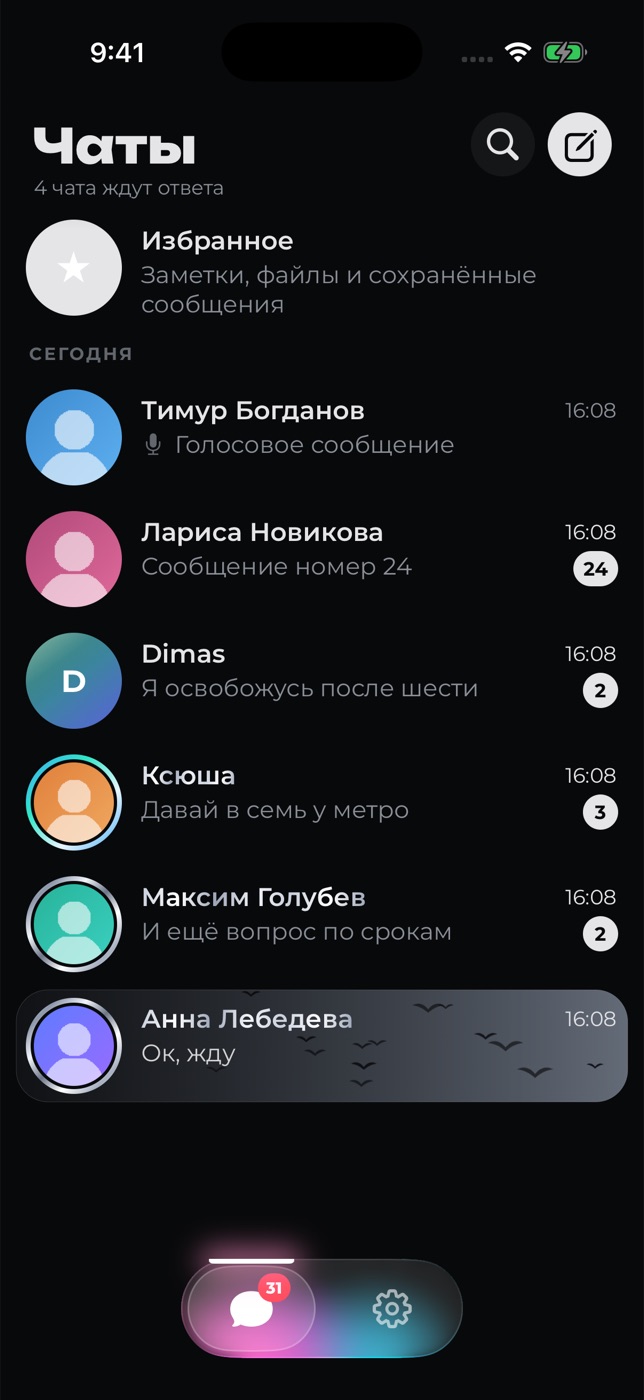 9:41
Чаты
4 чата ждут ответа
Избранное
Заметки, файлы и сохранённые
сообщения
СЕГОДНЯ
Тимур Богданов 16:08
Голосовое сообщение
Лариса Новикова 16:08
Сообщение номер 24 24
D
Dimas 16:08
Я освобожусь после шести 2
Ксюша 16:08
Давай в семь у метро 3
Максим Голубев 16:08
И ещё вопрос по срокам 2
Анна Лебедева 16:08
Ок, жду
31